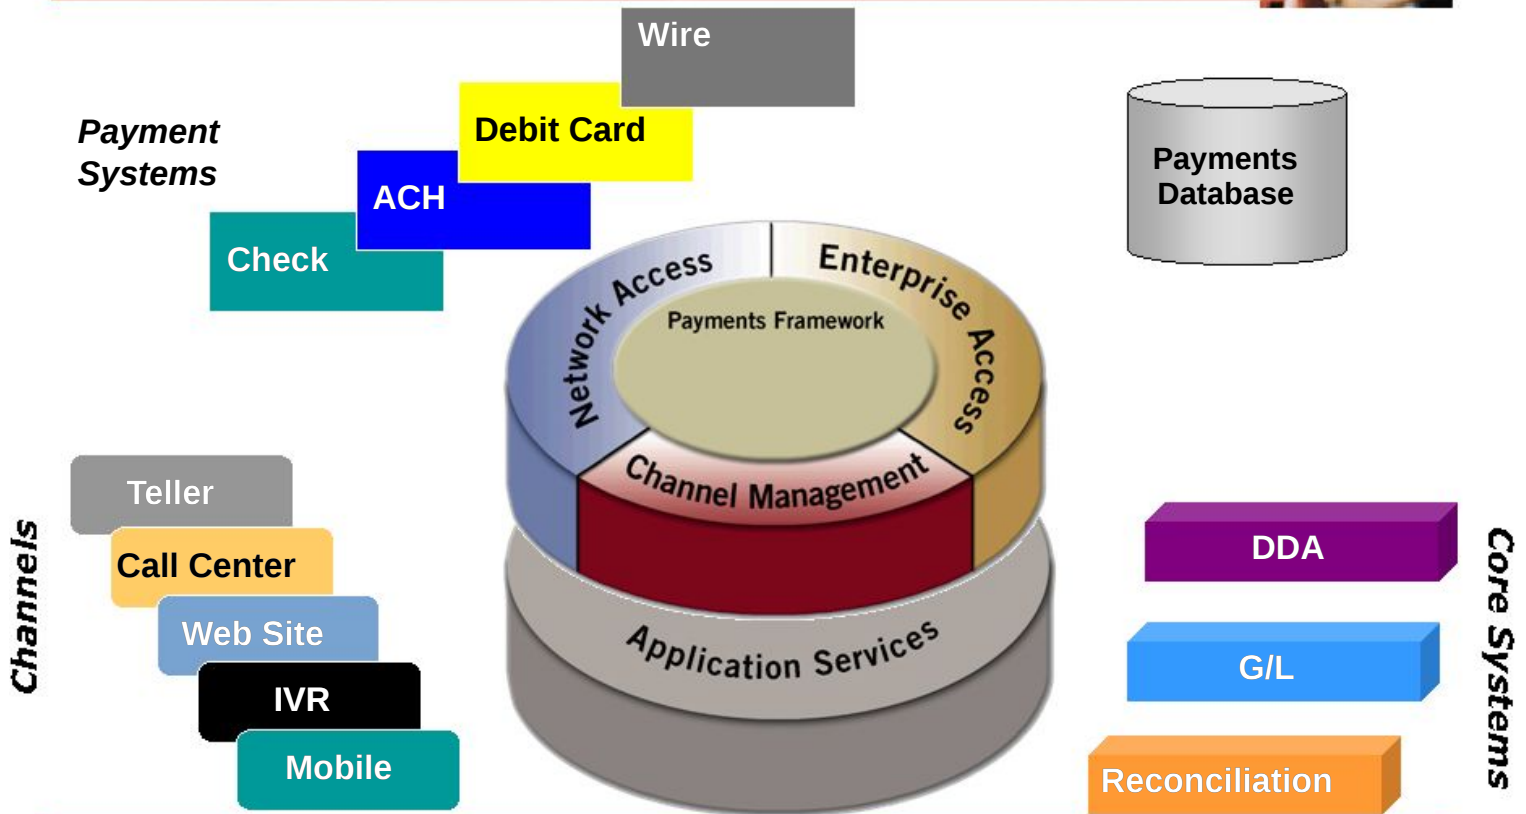 Wire
Debit Card
Payment
Systems
ACH
Check
Payments
Database
Network Access
Enterprise Access
Payments Framework
Channel Management
Application Services
Channels
Teller
Call Center
Web Site
IVR
Mobile
DDA
G/L
Reconciliation
Core Systems